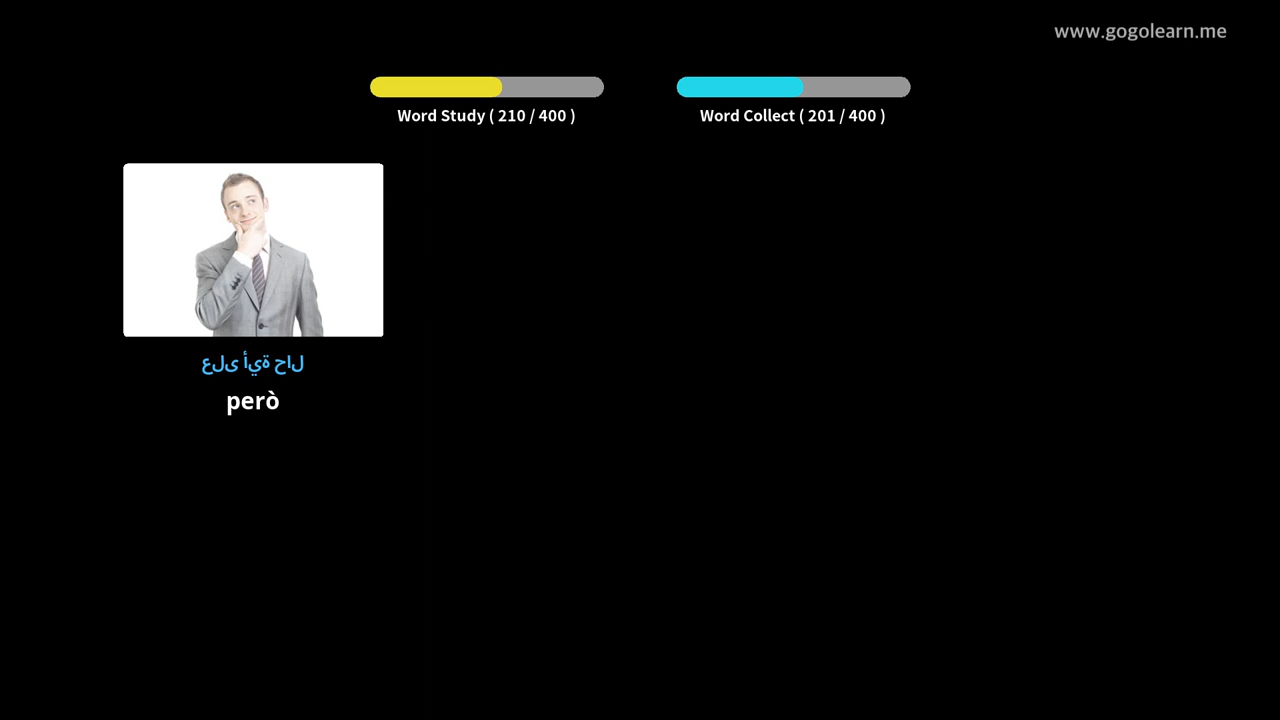 www.gogolearn.me
Word Study ( 210 / 400 )
Word Collect ( 201 / 400 )
على أية حال
però